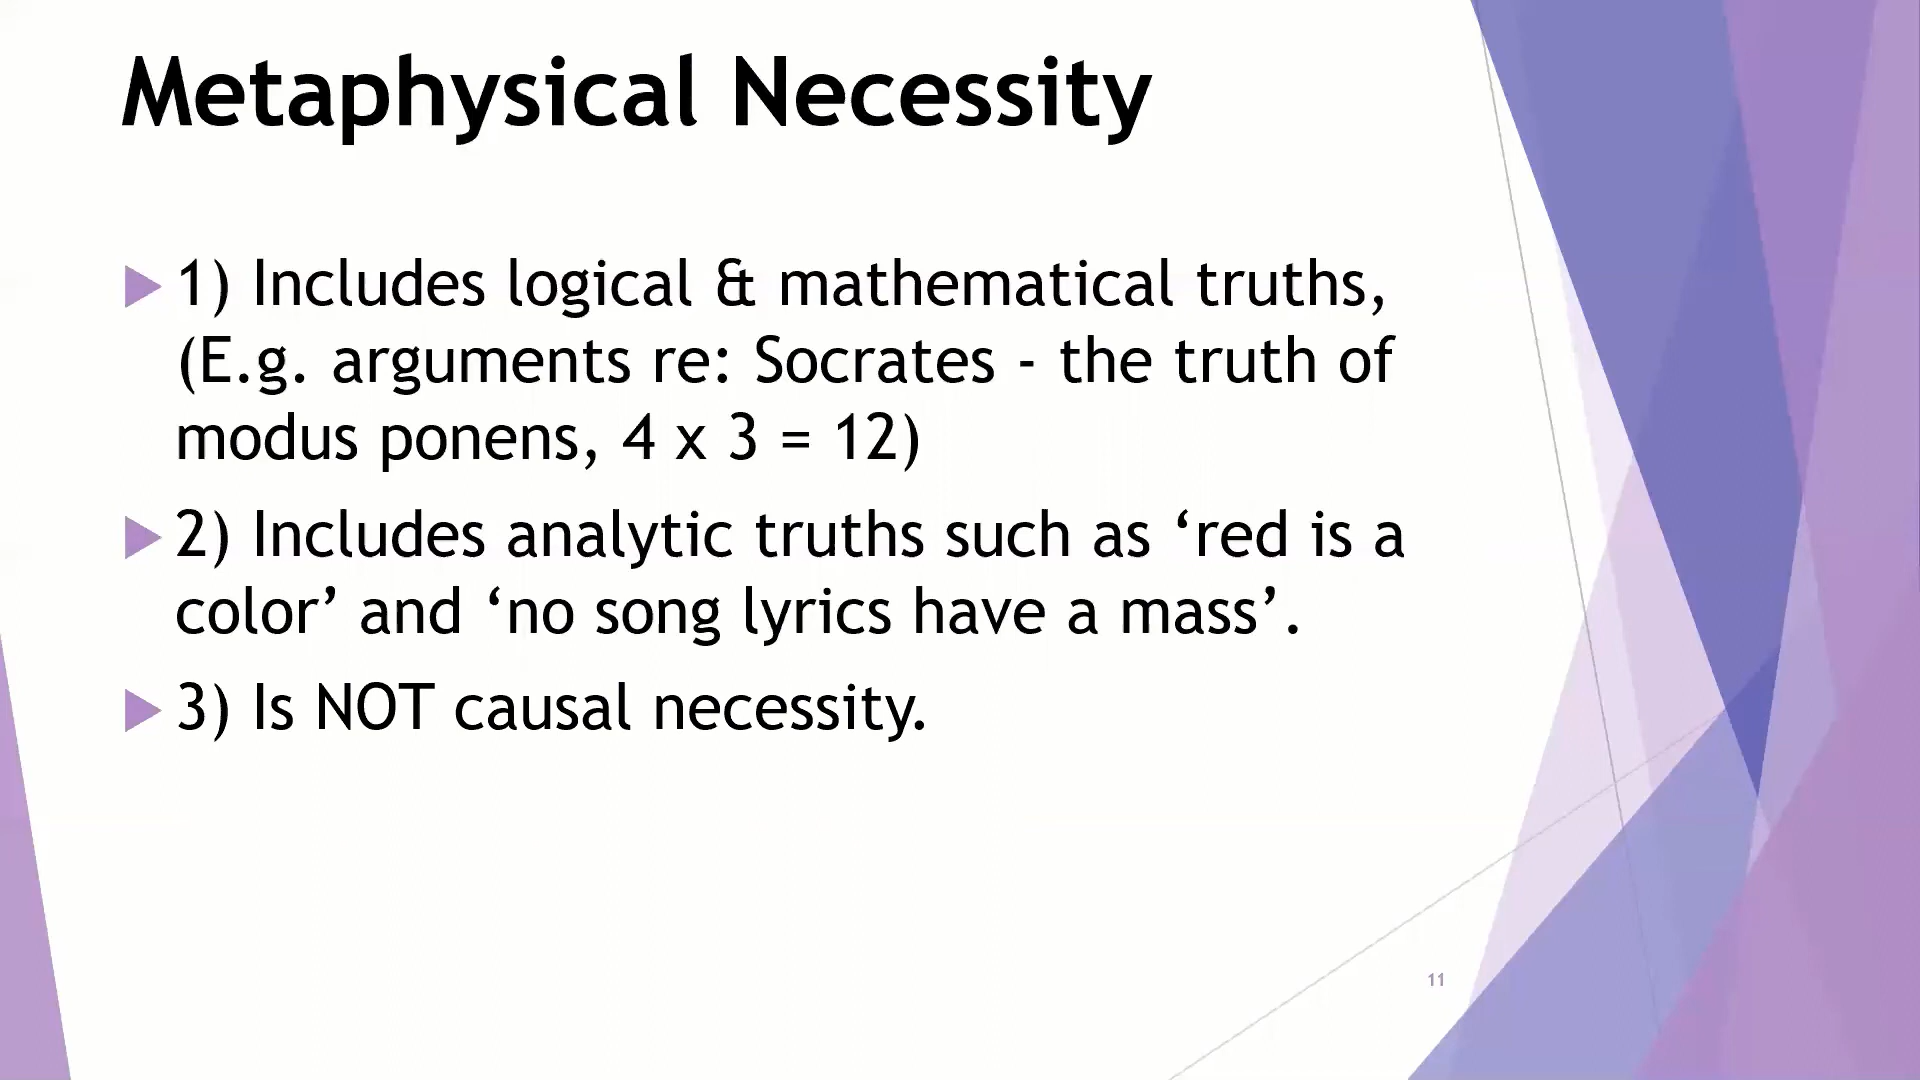 Metaphysical Necessity
1) Includes logical & mathematical truths,
(E.g. arguments re: Socrates - the truth of
modus ponens, 4 x 3 = 12)
2) Includes analytic truths such as ‘red is a
color’ and ‘no song lyrics have a mass’.
3) Is NOT causal necessity.
11